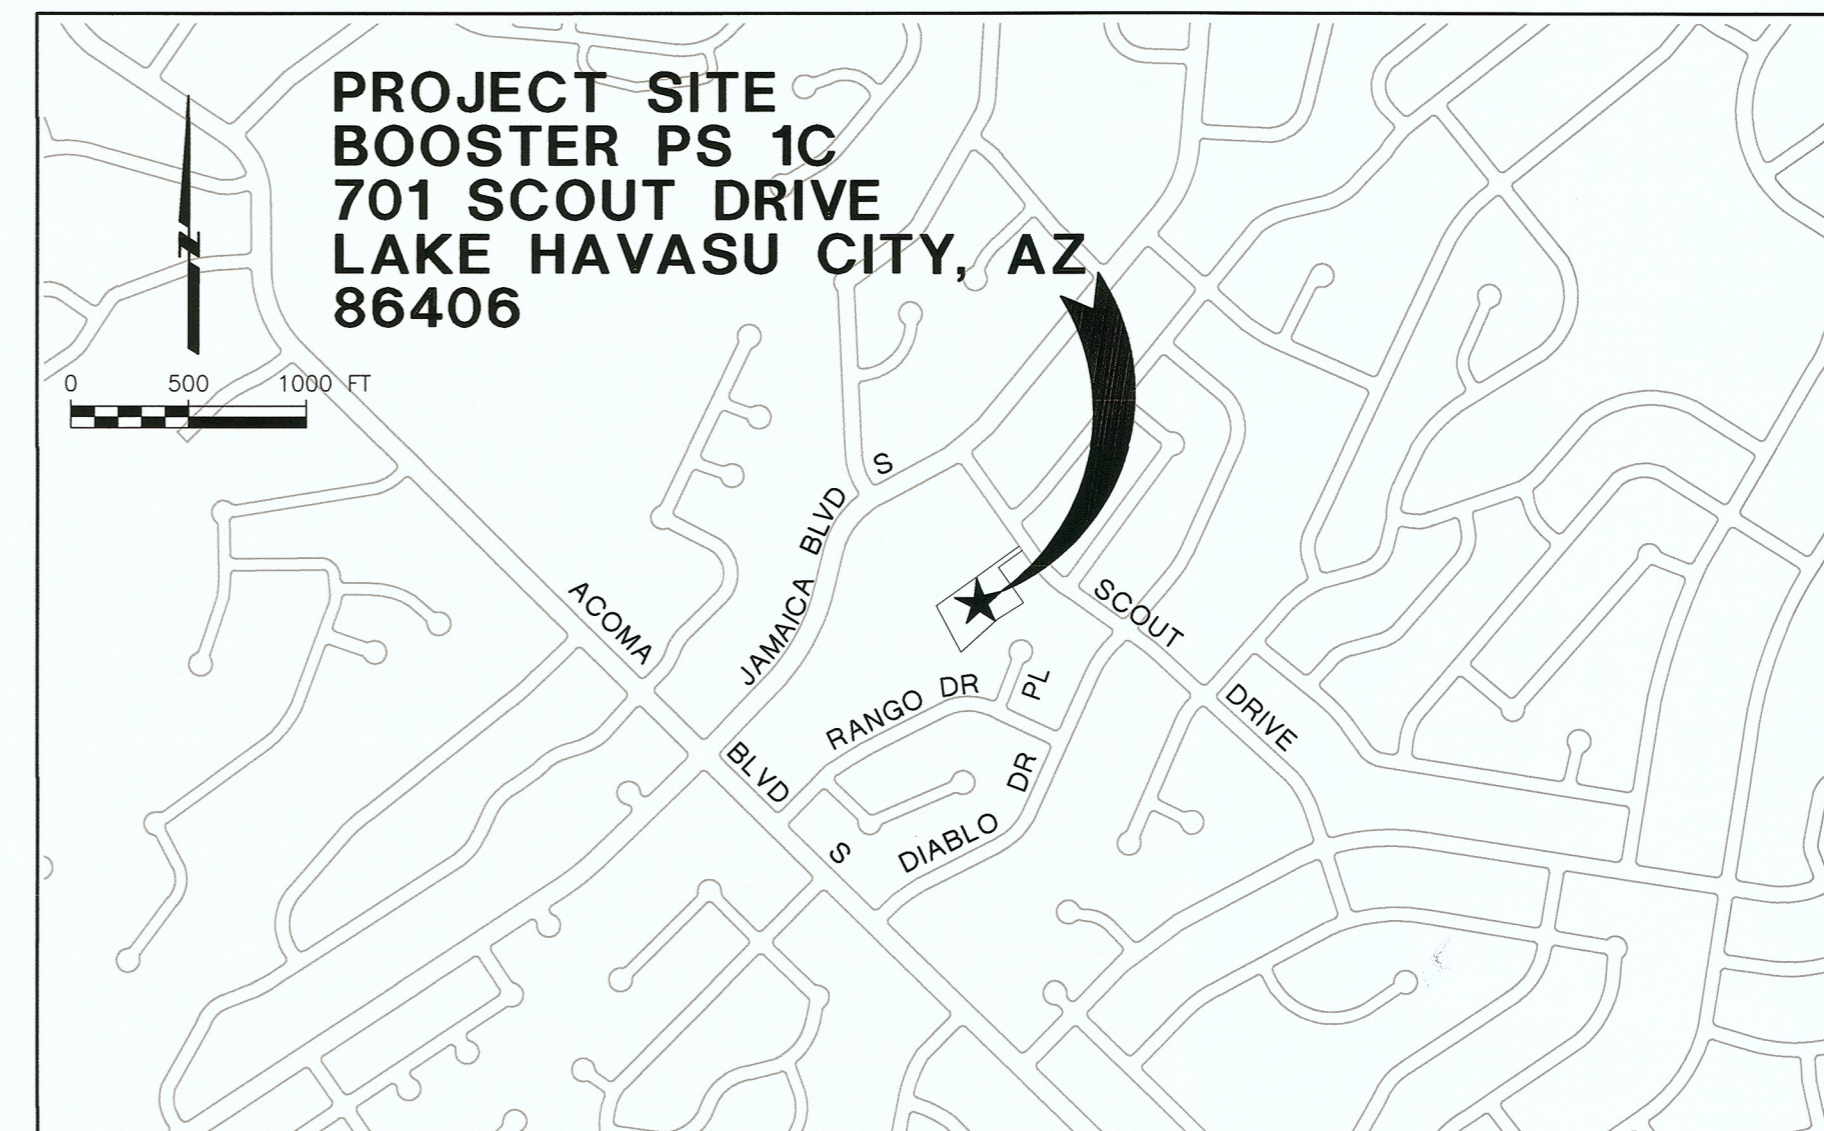 PROJECT SITE
BOOSTER PS 1C
701 SCOUT DRIVE
LAKE HAVASU CITY, AZ
86406
N
0 500 1000 FT
S
JAMAICA BLVD
ACOMA
BLVD
S
SCOUT
DRIVE
RANGO DR
PL
DIABLO DR